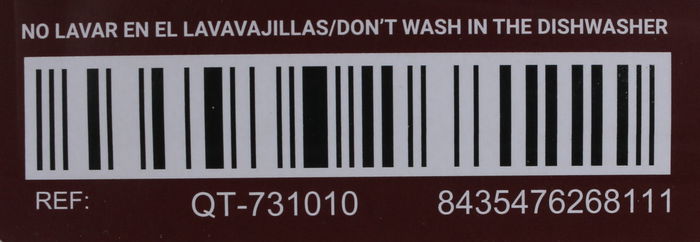 NO LAVAR EN EL LAVAVAJILLAS/DON'T WASH IN THE DISHWASHER
REF: QT-731010 8435476268111